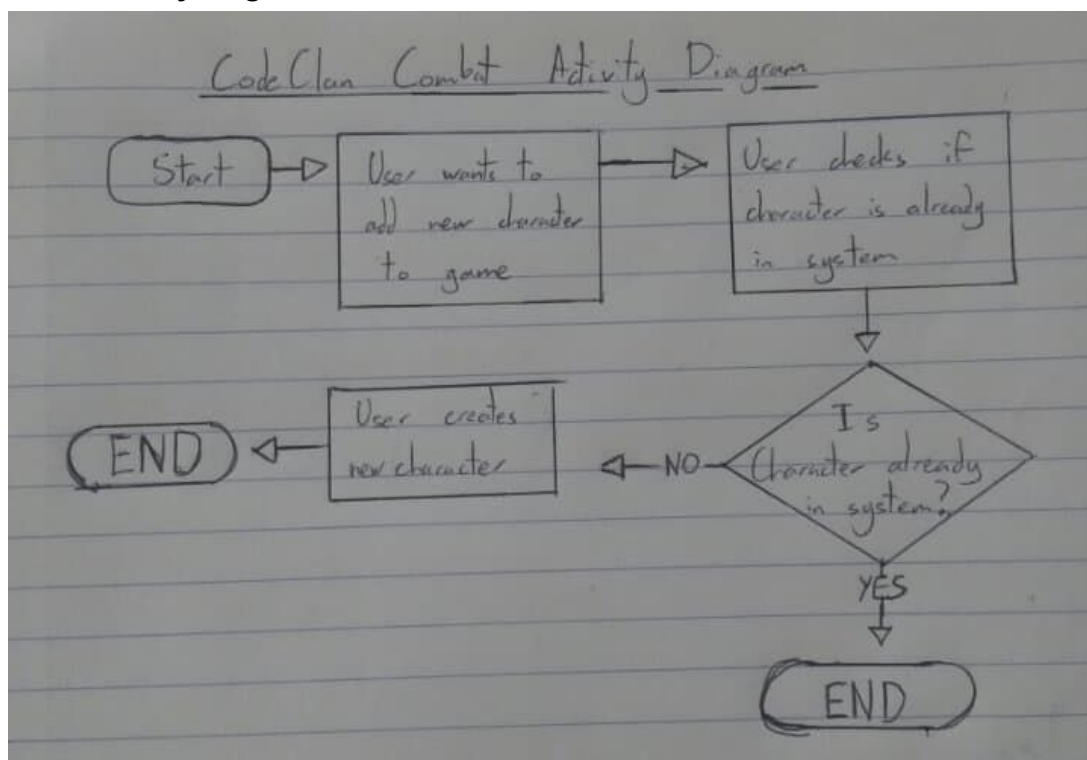 CodeClan Combat Activity Diagram
Start
User wants to
add new character
to game
User checks if
character is already
in system
Is
Character already
in system?
NO
User creates
new character
END
YES
END